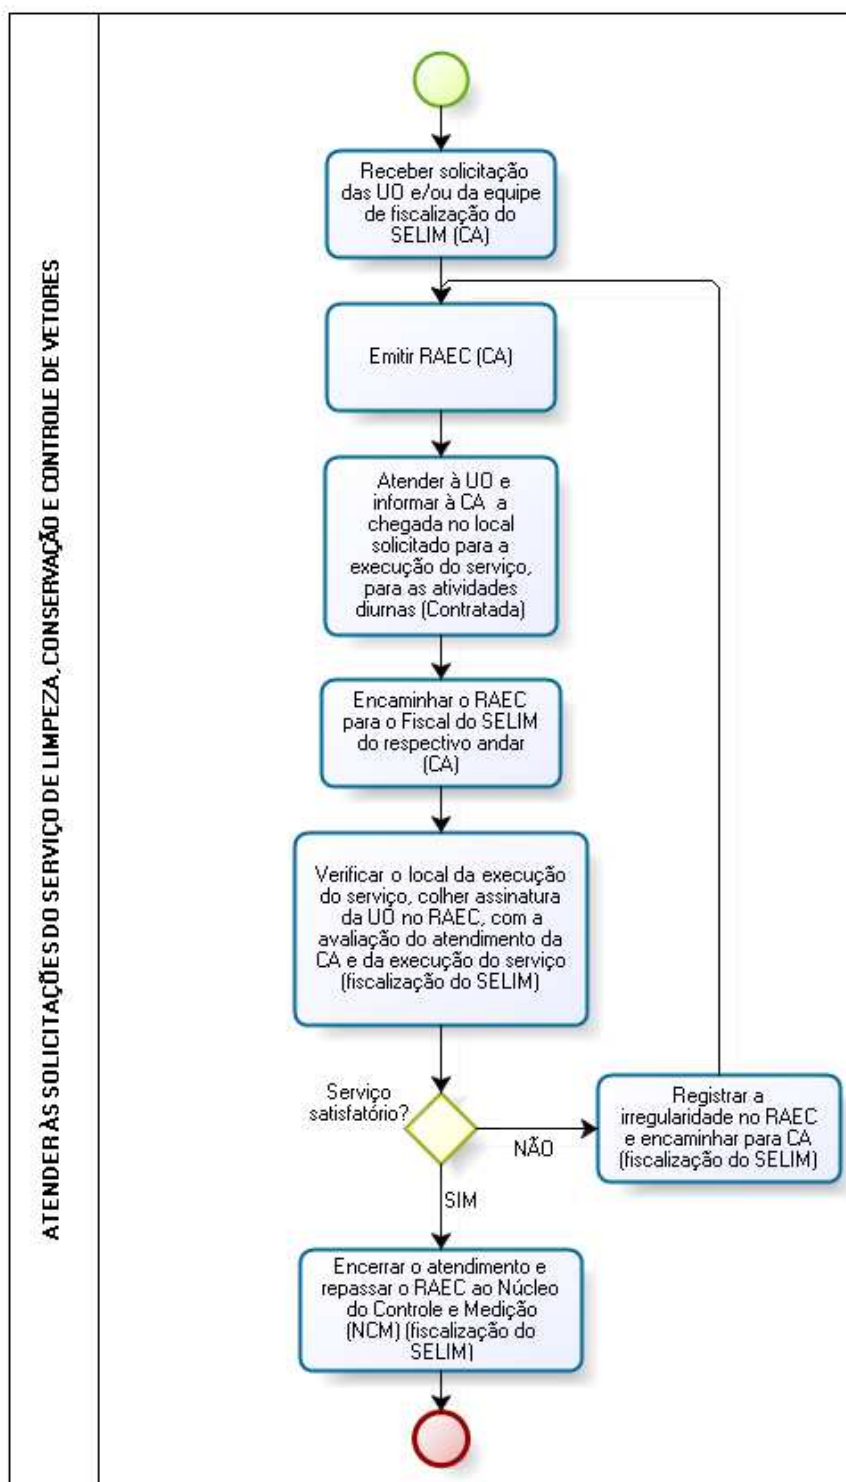 ATENDER ÀS SOLICITAÇÕES DO SERVIÇO DE LIMPEZA, CONSERVAÇÃO E CONTROLE DE VETORES
Receber solicitação
das UO e/ou da equipe
de fiscalização do
SELIM (CA)
Emitir RAEC (CA)
Atender à UO e
informar à CA a
chegada no local
solicitado para a
execução do serviço,
para as atividades
diurnas (Contratada)
Encaminhar o RAEC
para o Fiscal do SELIM
do respectivo andar
(CA)
Verificar o local da execução
do serviço, colher assinatura
da UO no RAEC, com a
avaliação do atendimento da
CA e da execução do serviço
(fiscalização do SELIM)
Serviço
satisfatório?
NÃO
Registrar a
irregularidade no RAEC
e encaminhar para CA
(fiscalização do SELIM)
SIM
Encerrar o atendimento e
repassar o RAEC ao Núcleo
do Controle e Medição
(NCM) (fiscalização do
SELIM)